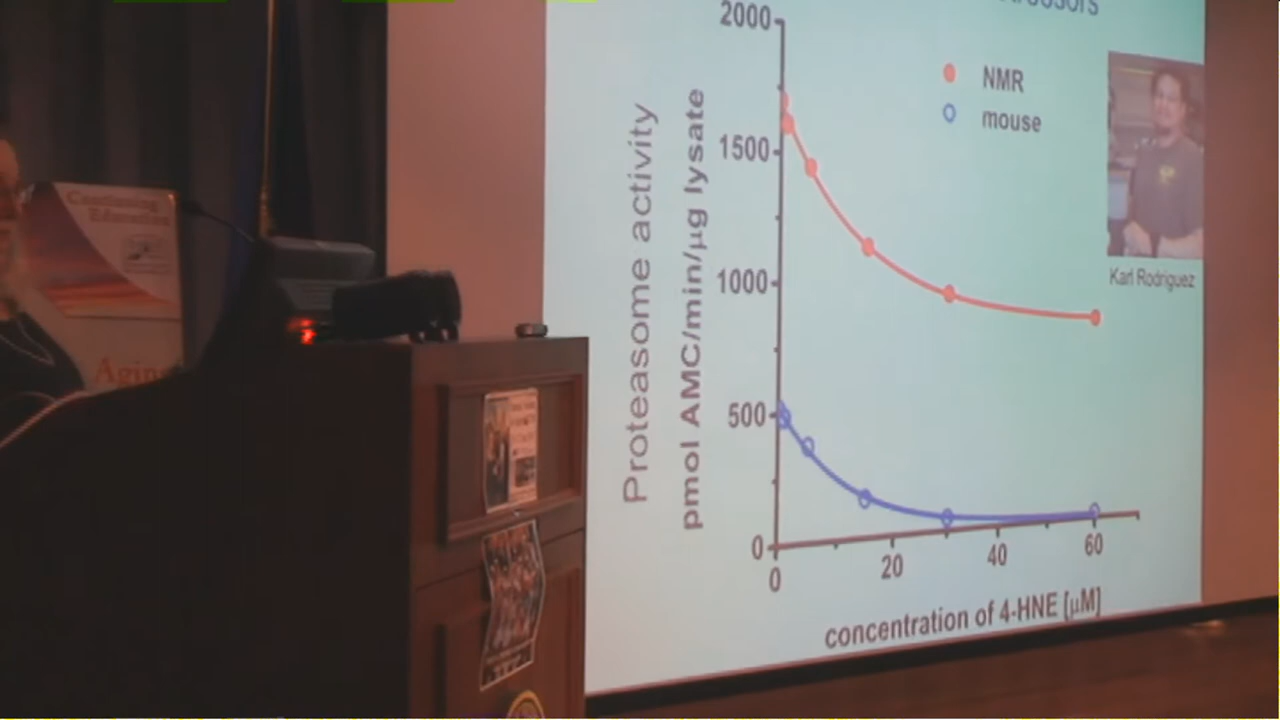 2000
NMR
mouse
1500
1000
500
0
0
20
40
60
Proteasome activity
pmol AMC/min/µg lysate
concentration of 4-HNE [µM]
Karl Rodriguez
Continuing
Education
Aging